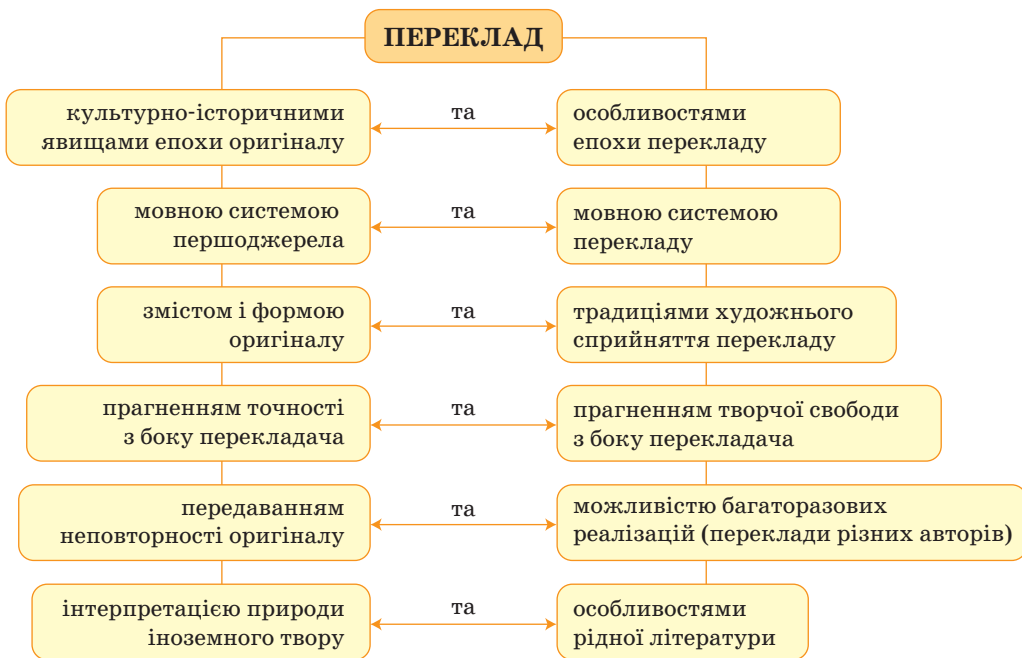 ПЕРЕКЛАД
культурно-історичними
явищами епохи оригіналу
та
особливостями
епохи перекладу
мовною системою
першоджерела
та
мовною системою
перекладу
змістом і формою
оригіналу
та
традиціями художнього
сприйняття перекладу
прагненням точності
з боку перекладача
та
прагненням творчої свободи
з боку перекладача
передаванням
неповторності оригіналу
та
можливістю багаторазових
реалізацій (переклади різних авторів)
інтерпретацією природи
іноземного твору
та
особливостями
рідної літератури